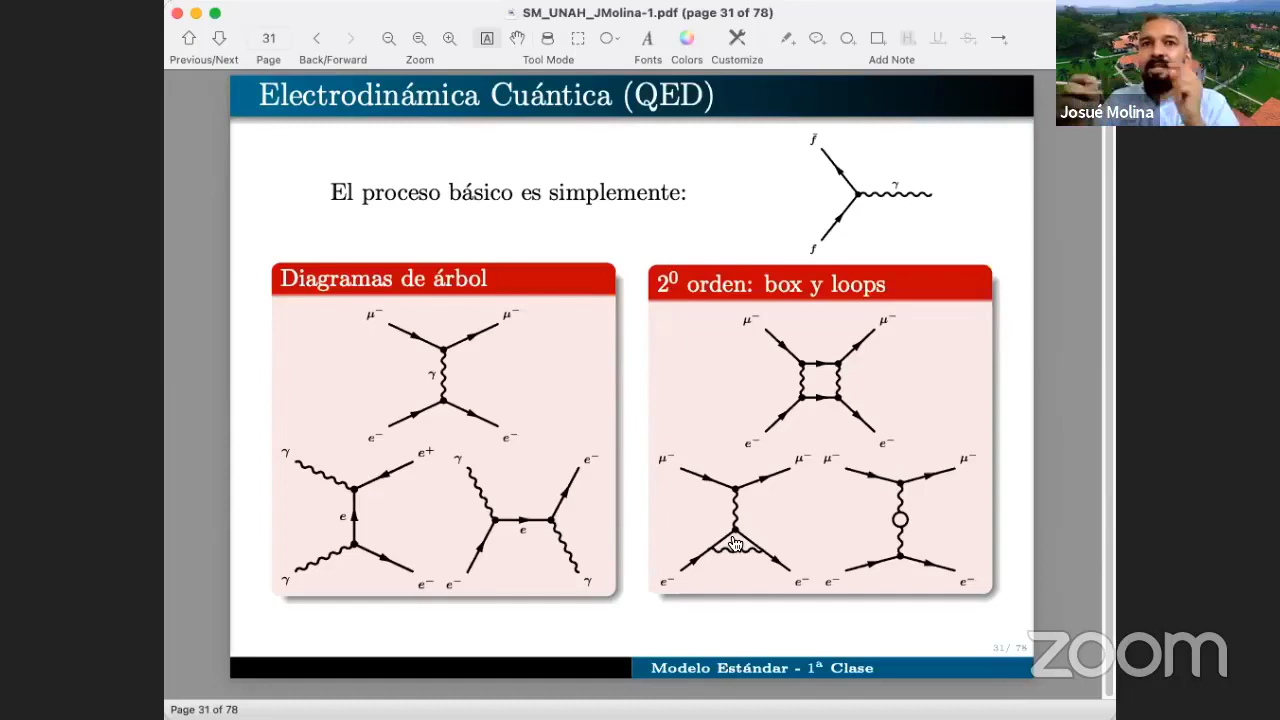 SM_UNAH_JMolina-1.pdf (page 31 of 78)
31
Previous/Next Page Back/Forward Zoom Tool Mode Fonts Colors Customize Add Note
Josué Molina
Electrodinámica Cuántica (QED)
El proceso básico es simplemente:
f̄
γ
f
Diagramas de árbol
μ⁻ μ⁻
γ
e⁻ e⁻
γ e⁺
e
γ e⁻
γ e⁻
e
e⁻ γ
2⁰ orden: box y loops
μ⁻ μ⁻
e⁻ e⁻
μ⁻ μ⁻
e⁻ e⁻
μ⁻ μ⁻
e⁻ e⁻
31/ 78
Modelo Estándar - 1ª Clase
zoom
Page 31 of 78